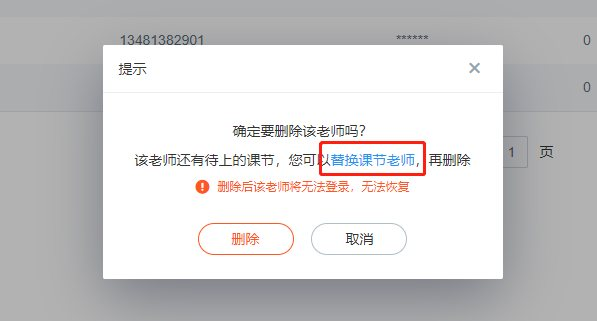 13481382901 ****** 0
提示
0
确定要删除该老师吗?
该老师还有待上的课节，您可以替换课节老师，再删除
1 页
删除后该老师将无法登录，无法恢复
删除 取消